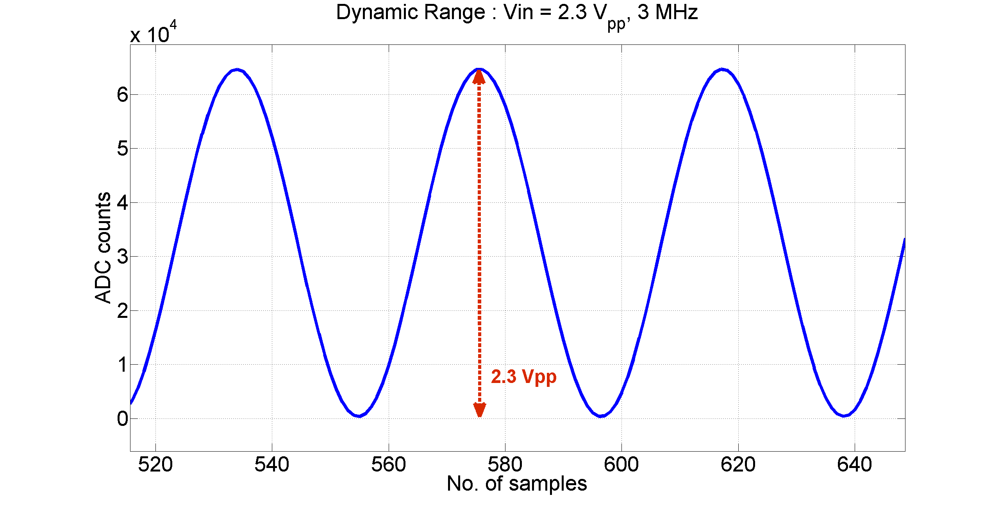 Dynamic Range : Vin = 2.3 Vpp, 3 MHz
x 10^4
6
5
4
3
2
1
0
ADC counts
2.3 Vpp
520 540 560 580 600 620 640
No. of samples